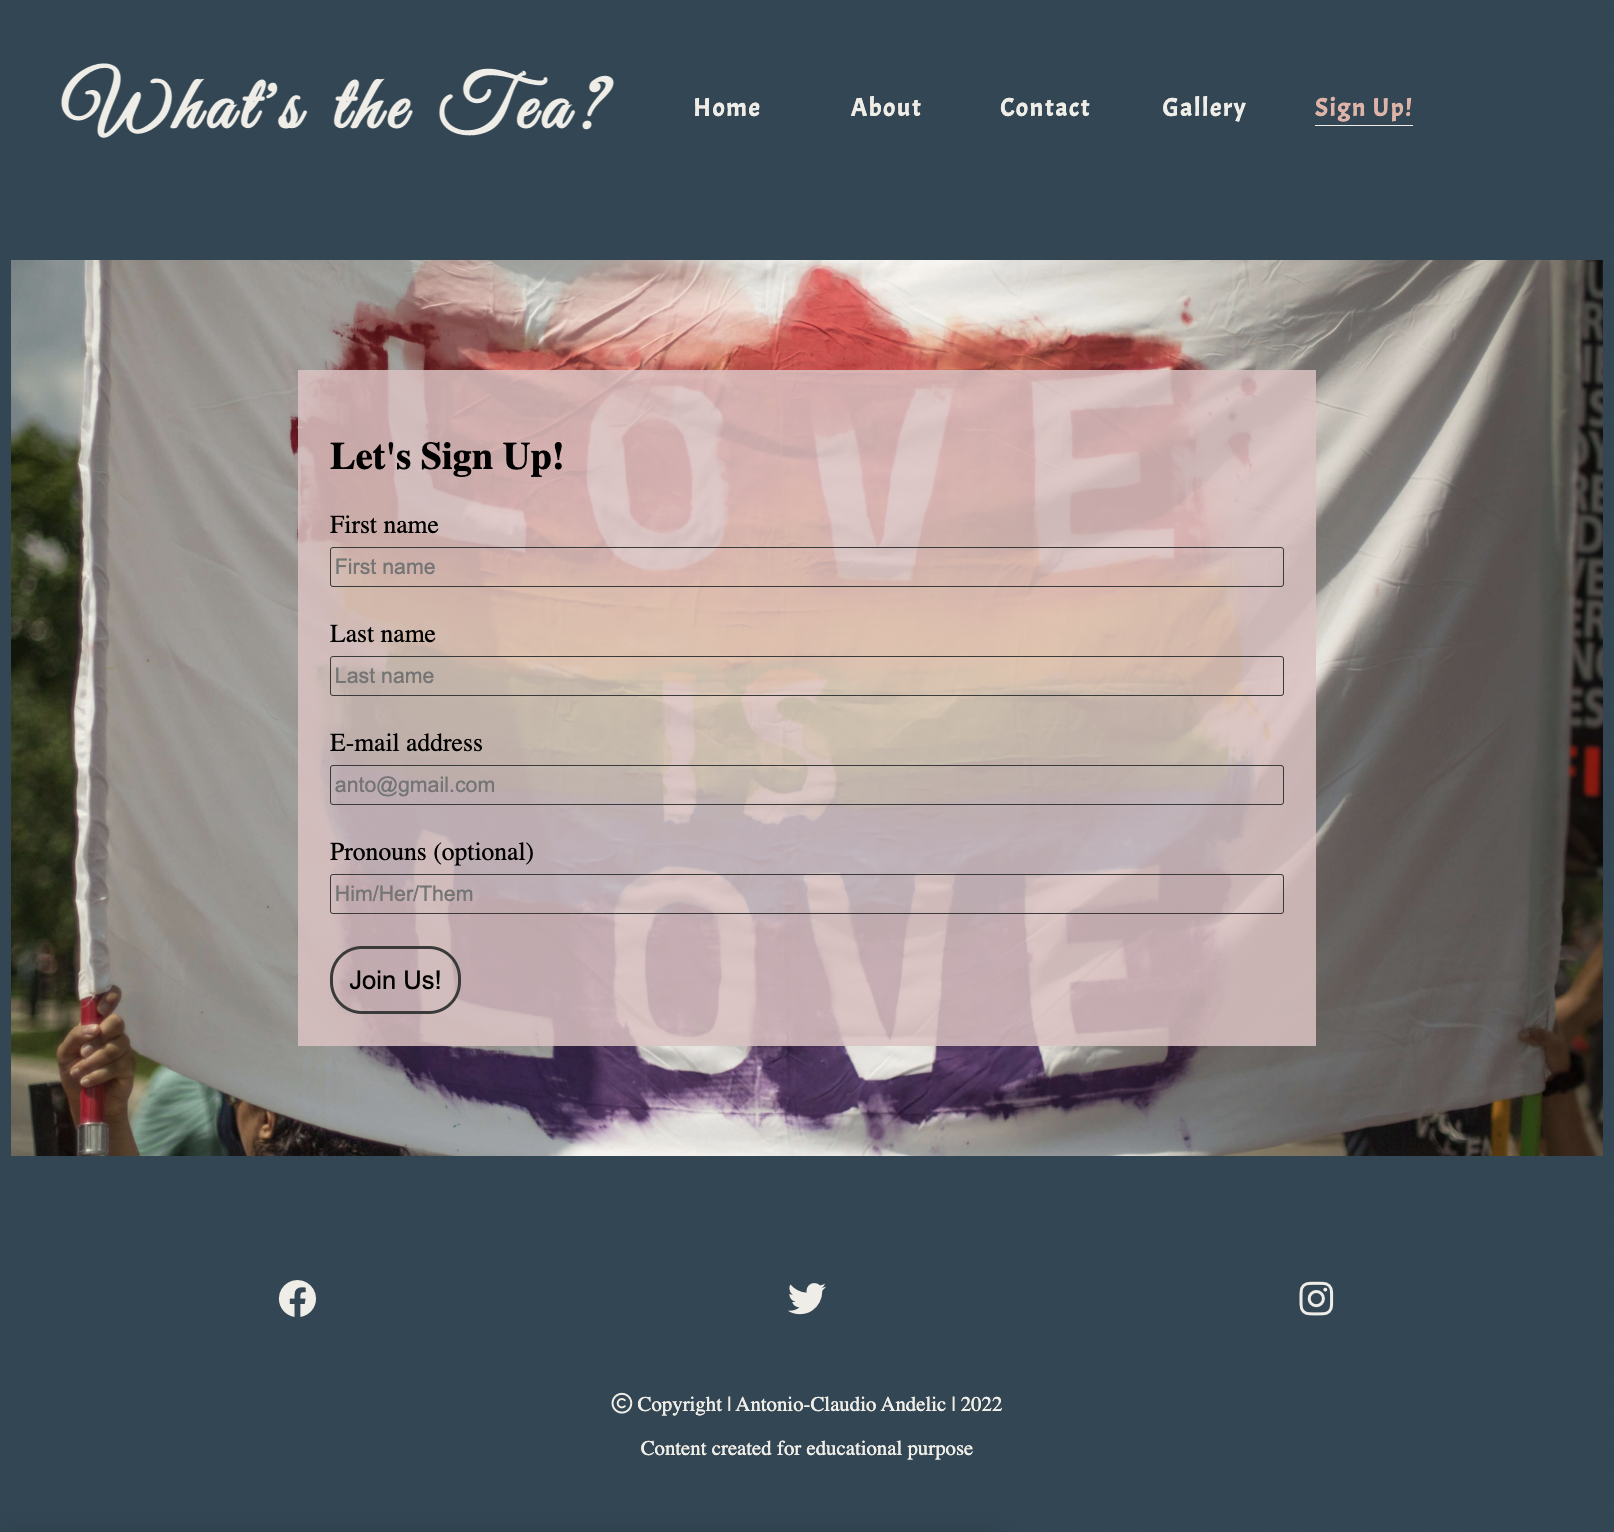 What's the Tea?
Home About Contact Gallery Sign Up!
LOVE
Let's Sign Up!
First name
First name
Last name
Last name
IS
E-mail address
anto@gmail.com
Pronouns (optional)
Him/Her/Them
LOVE
Join Us!
© Copyright | Antonio-Claudio Andelic | 2022
Content created for educational purpose